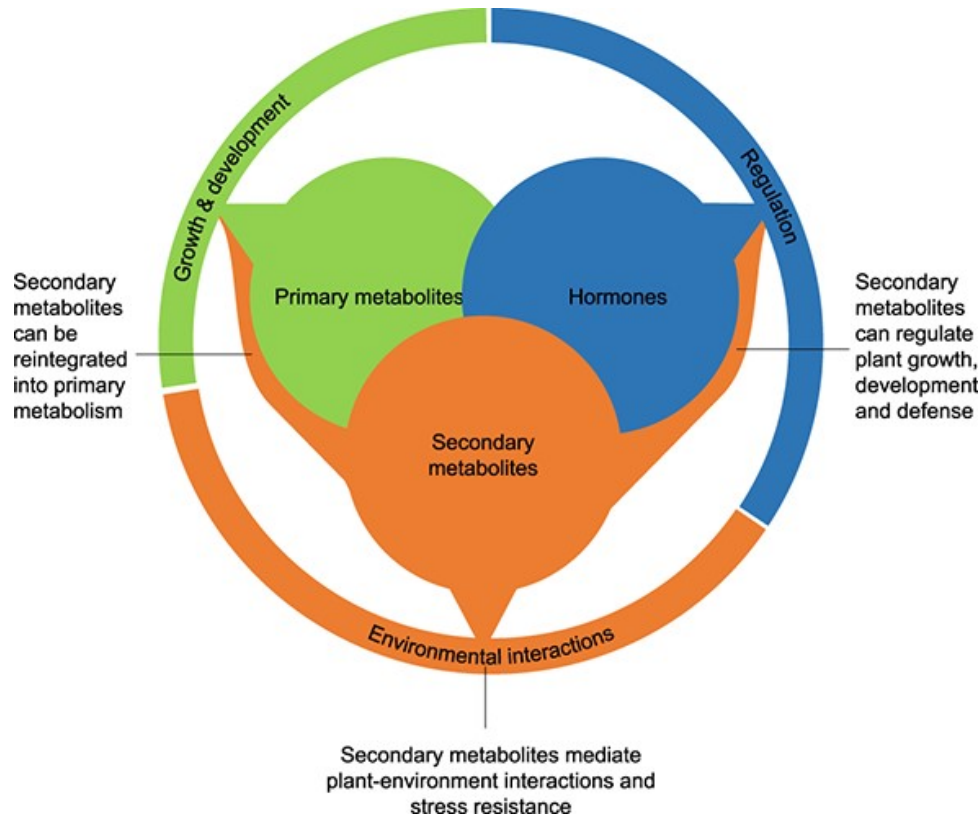 Growth & development
Regulation
Primary metabolites
Hormones
Secondary
metabolites
can be
reintegrated
into primary
metabolism
Secondary
metabolites
can regulate
plant growth,
development
and defense
Secondary
metabolites
Environmental interactions
Secondary metabolites mediate
plant-environment interactions and
stress resistance